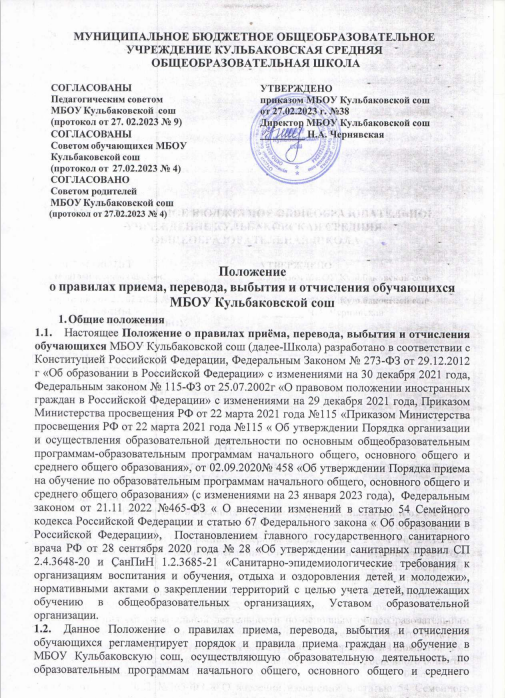 МУНИЦИПАЛЬНОЕ БЮДЖЕТНОЕ ОБЩЕОБРАЗОВАТЕЛЬНОЕ
УЧРЕЖДЕНИЕ КУЛЬБАКОВСКАЯ СРЕДНЯЯ
ОБЩЕОБРАЗОВАТЕЛЬНАЯ ШКОЛА
СОГЛАСОВАНЫ
Педагогическим советом
МБОУ Кульбаковской сош
(протокол от 27. 02.2023 № 9)
СОГЛАСОВАНЫ
Советом обучающихся МБОУ
Кульбаковской сош
(протокол от 27.02.2023 № 4)
СОГЛАСОВАНО
Советом родителей
МБОУ Кульбаковской сош
(протокол от 27.02.2023 № 4)
УТВЕРЖДЕНО
приказом МБОУ Кульбаковской сош
от 27.02.2023 г. №38
Директор МБОУ Кульбаковской сош
Н.А. Чернявская
Положение
о правилах приема, перевода, выбытия и отчисления обучающихся
МБОУ Кульбаковской сош
1. Общие положения
1.1. Настоящее Положение о правилах приёма, перевода, выбытия и отчисления
обучающихся МБОУ Кульбаковской сош (далее-Школа) разработано в соответствии с
Конституцией Российской Федерации, Федеральным Законом № 273-ФЗ от 29.12.2012
г «Об образовании в Российской Федерации» с изменениями на 30 декабря 2021 года,
Федеральным законом № 115-ФЗ от 25.07.2002г «О правовом положении иностранных
граждан в Российской Федерации» с изменениями на 29 декабря 2021 года, Приказом
Министерства просвещения РФ от 22 марта 2021 года №115 «Приказом Министерства
просвещения РФ от 22 марта 2021 года №115 « Об утверждении Порядка организации
и осуществления образовательной деятельности по основным общеобразовательным
программам-образовательным программам начального общего, основного общего и
среднего общего образования», от 02.09.2020№ 458 «Об утверждении Порядка приема
на обучение по образовательным программам начального общего, основного общего и
среднего общего образования» (с изменениями на 23 января 2023 года), Федеральным
законом от 21.11 2022 №465-ФЗ « О внесении изменений в статью 54 Семейного
кодекса Российской Федерации и статью 67 Федерального закона « Об образовании в
Российской Федерации», Постановлением главного государственного санитарного
врача РФ от 28 сентября 2020 года № 28 «Об утверждении санитарных правил СП
2.4.3648-20 и СанПиН 1.2.3685-21 «Санитарно-эпидемиологические требования к
организациям воспитания и обучения, отдыха и оздоровления детей и молодежи»,
нормативными актами о закреплении территорий с целью учета детей, подлежащих
обучению в общеобразовательных организациях, Уставом образовательной
организации.
1.2. Данное Положение о правилах приема, перевода, выбытия и отчисления
обучающихся регламентирует порядок и правила приема граждан на обучение в
МБОУ Кульбаковскую сош, осуществляющую образовательную деятельность, по
образовательным программам начального общего, основного общего и среднего